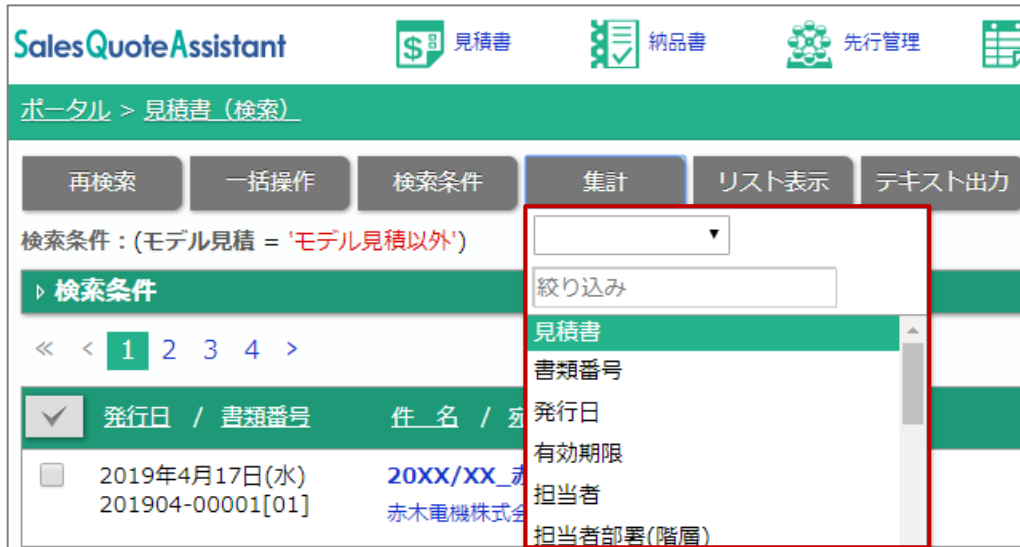 SalesQuoteAssistant 見積書 納品書 先行管理
ポータル > 見積書（検索）
再検索 一括操作 検索条件 集計 リスト表示 テキスト出力
検索条件：(モデル見積 = 'モデル見積以外')
検索条件
絞り込み
見積書
書類番号
発行日
有効期限
担当者
担当者部署(階層)
« < 1 2 3 4 >
発行日 / 書類番号 件 名 /
2019年4月17日(水) 20XX/XX_
201904-00001[01] 赤木電機株式会